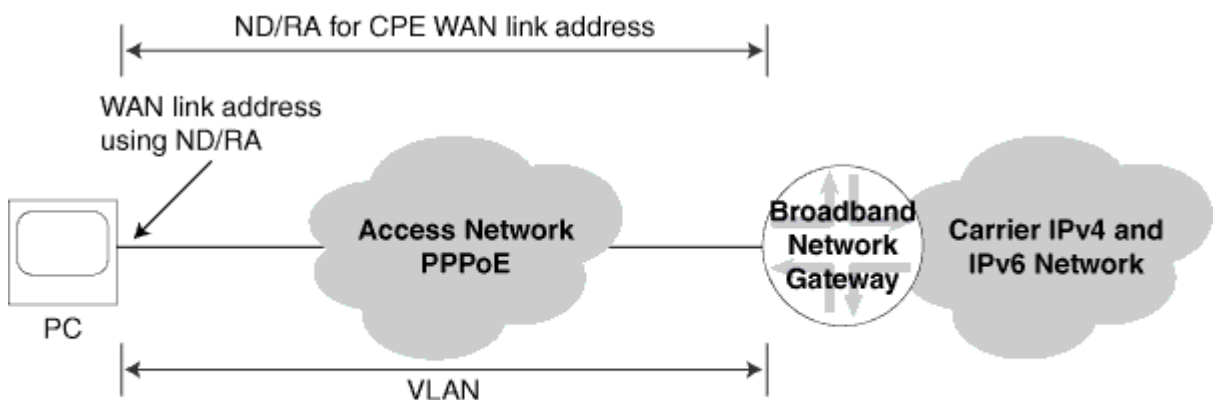 ND/RA for CPE WAN link address
WAN link address
using ND/RA
Access Network
PPPoE
Broadband
Network
Gateway
Carrier IPv4 and
IPv6 Network
PC
VLAN